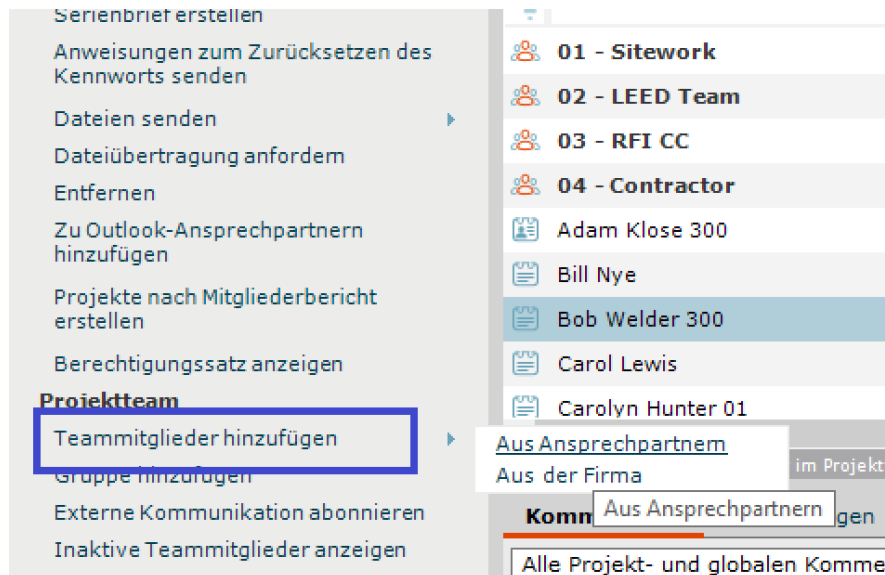 Serienbrief erstellen
Anweisungen zum Zurücksetzen des
Kennworts senden
Dateien senden
Dateiübertragung anfordern
Entfernen
Zu Outlook-Ansprechpartnern
hinzufügen
Projekte nach Mitgliederbericht
erstellen
Berechtigungssatz anzeigen
Projektteam
Teammitglieder hinzufügen
Gruppe hinzufügen
Externe Kommunikation abonnieren
Inaktive Teammitglieder anzeigen
01 - Sitework
02 - LEED Team
03 - RFI CC
04 - Contractor
Adam Klose 300
Bill Nye
Bob Welder 300
Carol Lewis
Carolyn Hunter 01
Aus Ansprechpartnern
Aus der Firma
im Projekt
Aus Ansprechpartnern
Komm
gen
Alle Projekt- und globalen Komme